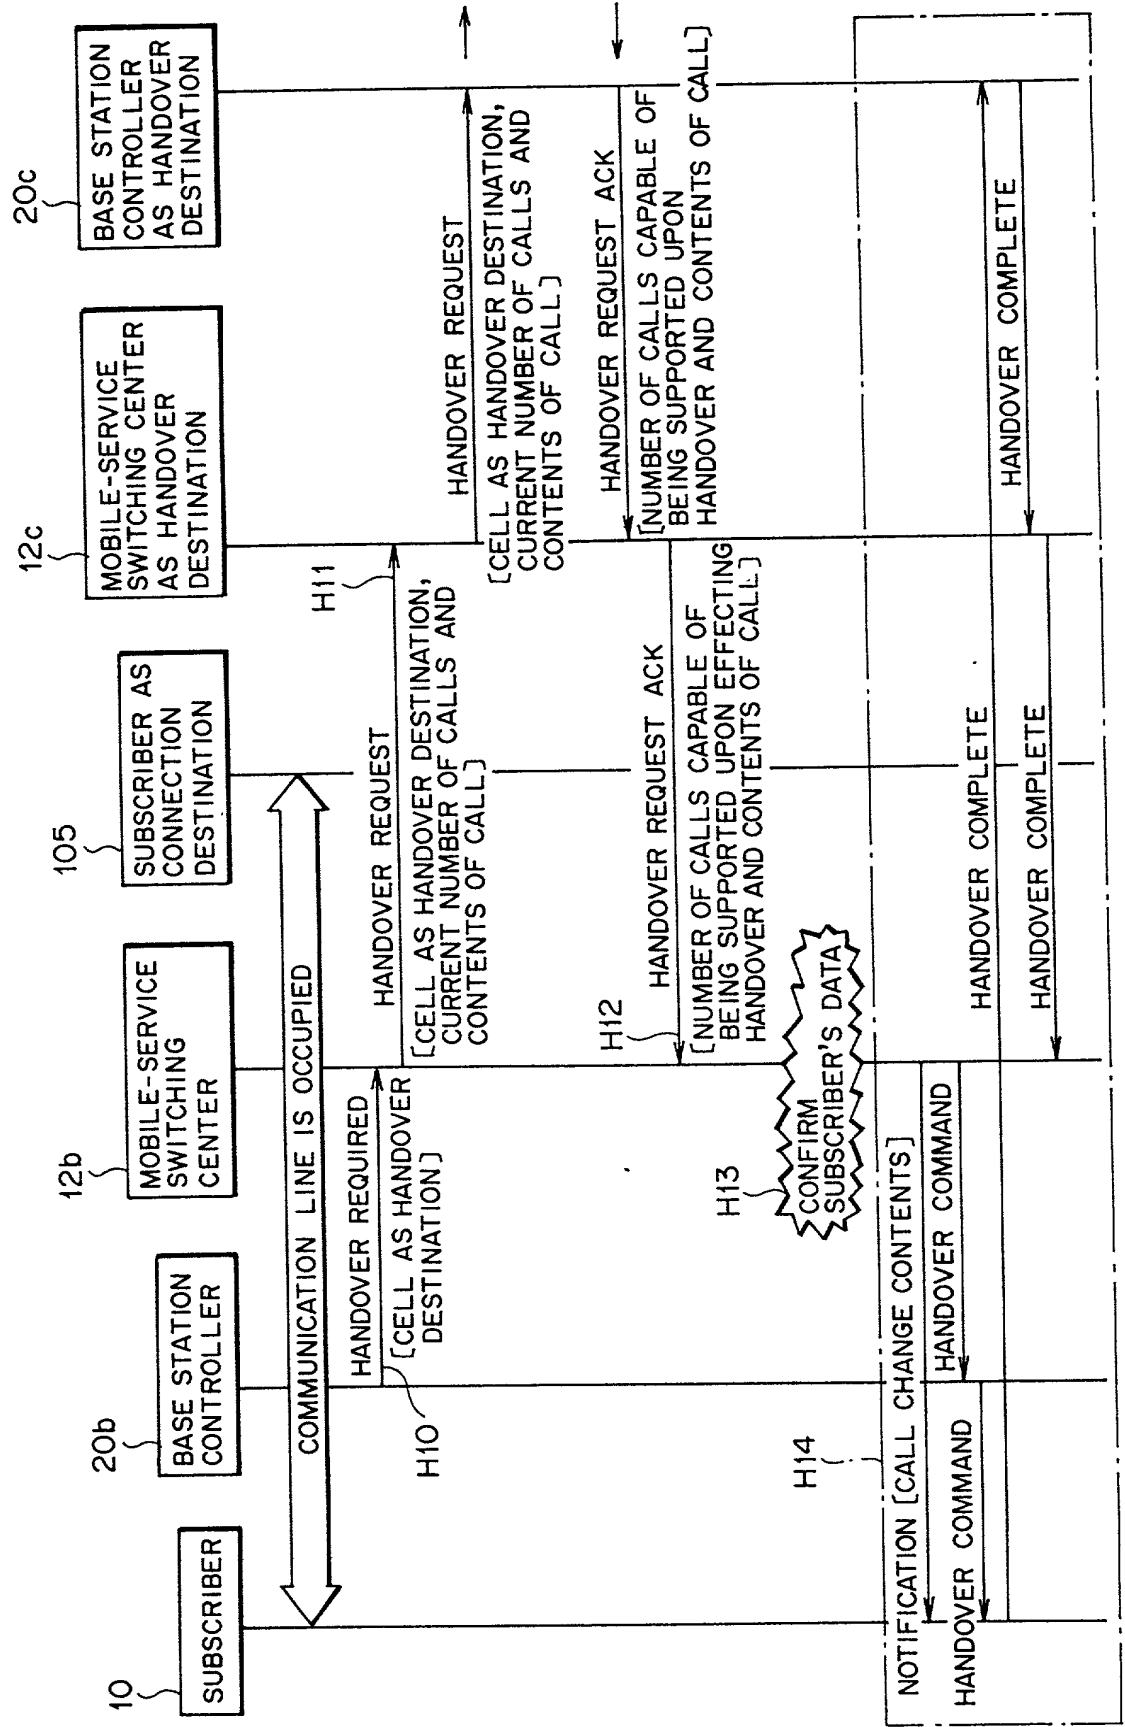 10
SUBSCRIBER
20b
BASE STATION
CONTROLLER
12b
MOBILE-SERVICE
SWITCHING
CENTER
105
SUBSCRIBER AS
CONNECTION
DESTINATION
12c
MOBILE-SERVICE
SWITCHING CENTER
AS HANDOVER
DESTINATION
20c
BASE STATION
CONTROLLER
AS HANDOVER
DESTINATION
COMMUNICATION LINE IS OCCUPIED
H10
HANDOVER REQUIRED
[CELL AS HANDOVER
DESTINATION]
HANDOVER REQUEST
H11
[CELL AS HANDOVER DESTINATION,
CURRENT NUMBER OF CALLS AND
CONTENTS OF CALL]
HANDOVER REQUEST
[CELL AS HANDOVER DESTINATION,
CURRENT NUMBER OF CALLS AND
CONTENTS OF CALL]
HANDOVER REQUEST ACK
[NUMBER OF CALLS CAPABLE OF
BEING SUPPORTED UPON
HANDOVER AND CONTENTS OF CALL]
H12
HANDOVER REQUEST ACK
[NUMBER OF CALLS CAPABLE OF
BEING SUPPORTED UPON EFFECTING
HANDOVER AND CONTENTS OF CALL]
H13
CONFIRM
SUBSCRIBER'S DATA
H14
NOTIFICATION [CALL CHANGE CONTENTS]
HANDOVER COMMAND
HANDOVER COMMAND
HANDOVER COMPLETE
HANDOVER COMPLETE
HANDOVER COMPLETE